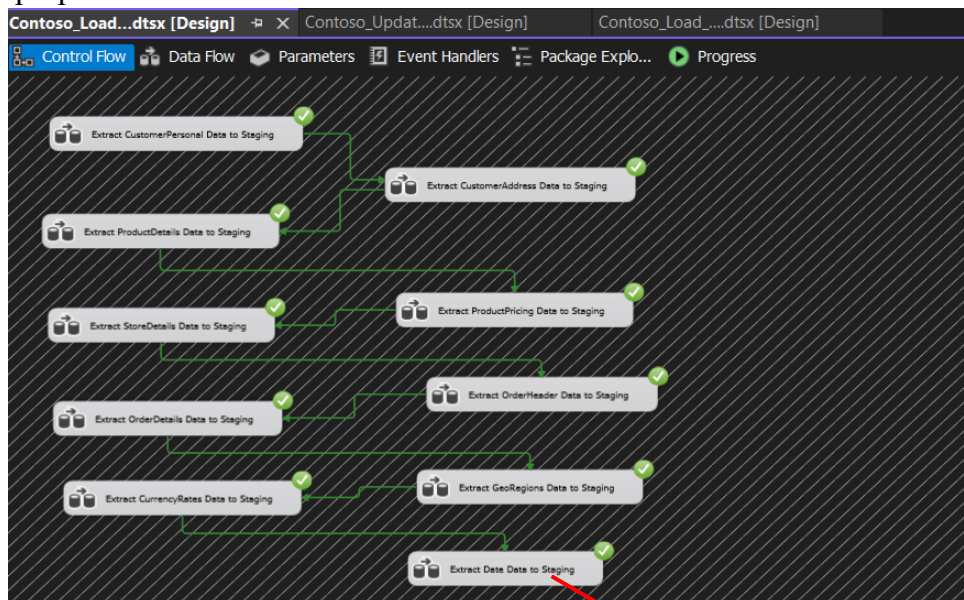 Contoso_Load...dtsx [Design]
Contoso_Updat....dtsx [Design]
Contoso_Load_....dtsx [Design]
Control Flow
Data Flow
Parameters
Event Handlers
Package Explo...
Progress
Extract CustomerPersonal Data to Staging
Extract CustomerAddress Data to Staging
Extract ProductDetails Data to Staging
Extract ProductPricing Data to Staging
Extract StoreDetails Data to Staging
Extract OrderHeader Data to Staging
Extract OrderDetails Data to Staging
Extract GeoRegions Data to Staging
Extract CurrencyRates Data to Staging
Extract Date Data to Staging